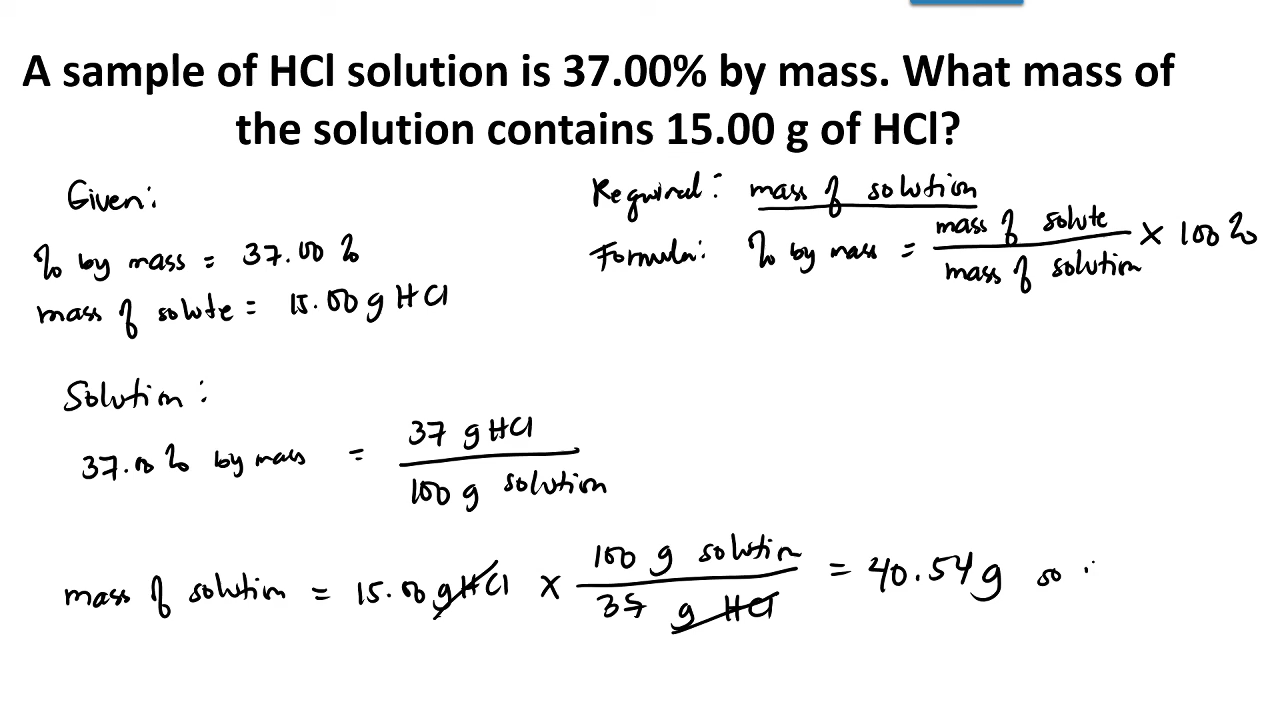 A sample of HCl solution is 37.00% by mass. What mass of
the solution contains 15.00 g of HCl?
Given:
% by mass = 37.00 %
mass of solute = 15.00 g HCl
Required: mass of solution
Formula: % by mass = mass of solute / mass of solution × 100 %
Solution:
37.00 % by mass = 37 g HCl / 100 g solution
mass of solution = 15.00 g HCl × 100 g solution / 37 g HCl = 40.54 g so